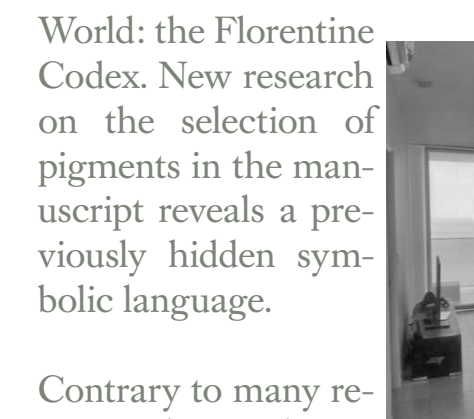 World: the Florentine
Codex. New research
on the selection of
pigments in the man-
uscript reveals a pre-
viously hidden sym-
bolic language.
Contrary to many re-